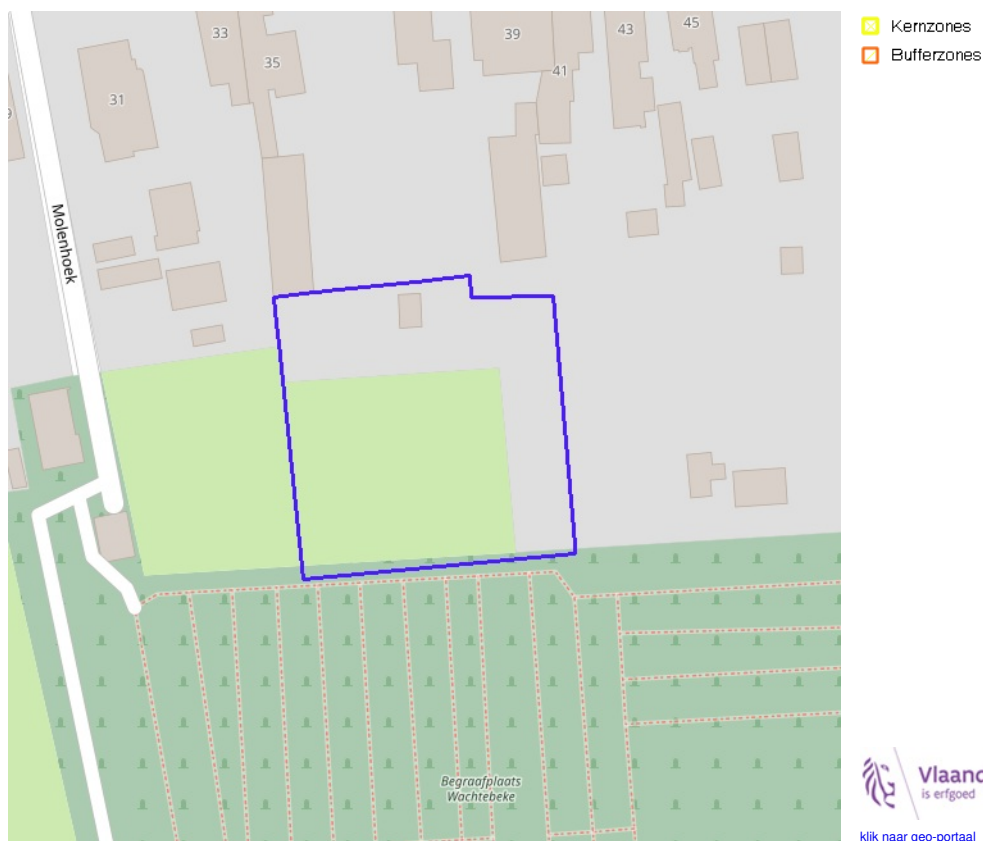 33
35
39
43
45
41
31
Molenhoek
Begraafplaats
Wachtebeke
Kernzones
Bufferzones
Vlaand
is erfgoed
klik naar geo-portaal